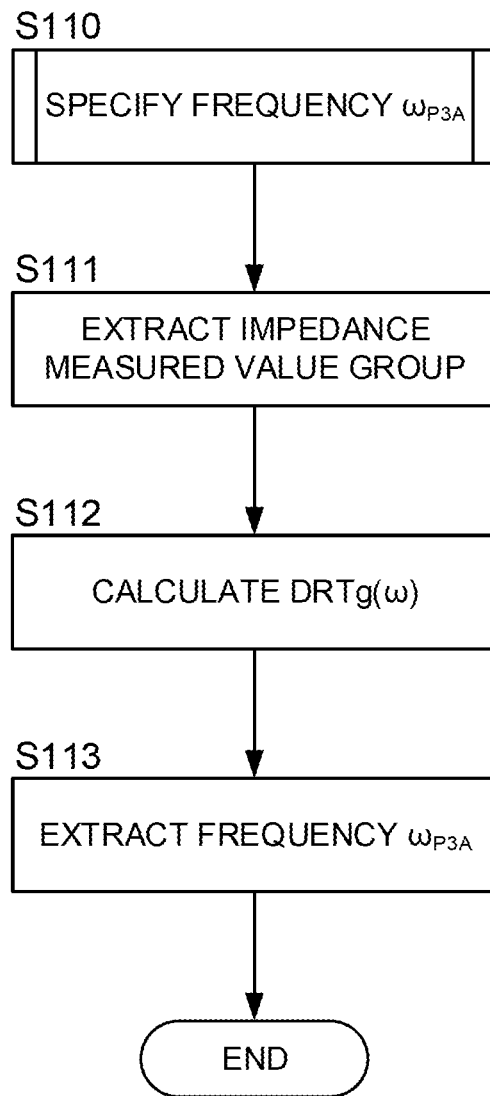 S110
SPECIFY FREQUENCY ωP3A
S111
EXTRACT IMPEDANCE
MEASURED VALUE GROUP
S112
CALCULATE DRTg(ω)
S113
EXTRACT FREQUENCY ωP3A
END